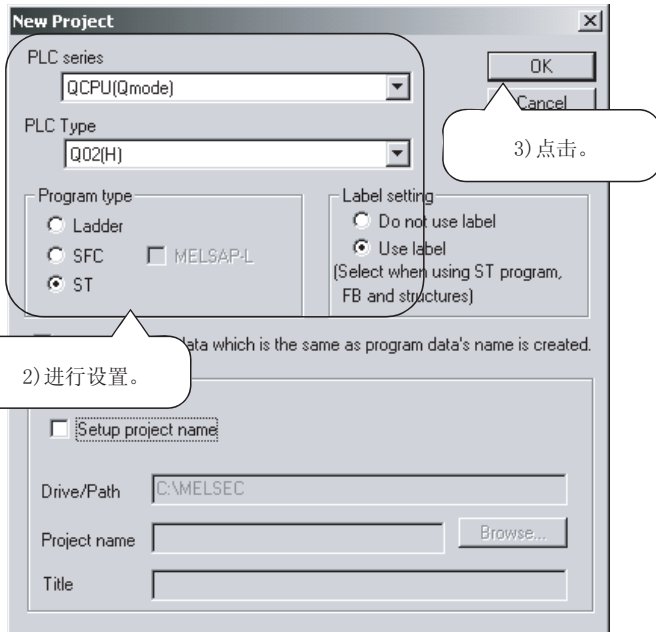 New Project
PLC series
QCPU(Qmode)
OK
Cancel
PLC Type
Q02(H)
3)点击。
Program type
Ladder
SFC
MELSAP-L
ST
Label setting
Do not use label
Use label
(Select when using ST program,
FB and structures)
data which is the same as program data's name is created.
2)进行设置。
Setup project name
Drive/Path
C:\MELSEC
Project name
Browse...
Title